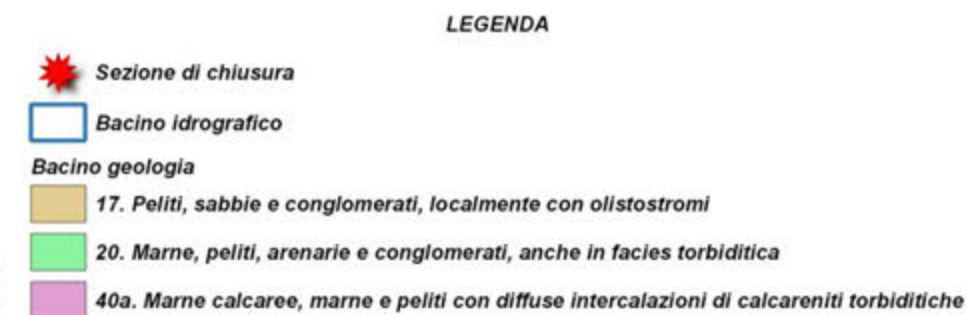 LEGENDA
Sezione di chiusura
Bacino idrografico
Bacino geologia
17. Peliti, sabbie e conglomerati, localmente con olistostromi
20. Marne, peliti, arenarie e conglomerati, anche in facies torbiditica
40a. Marne calcaree, marne e peliti con diffuse intercalazioni di calcareniti torbiditiche